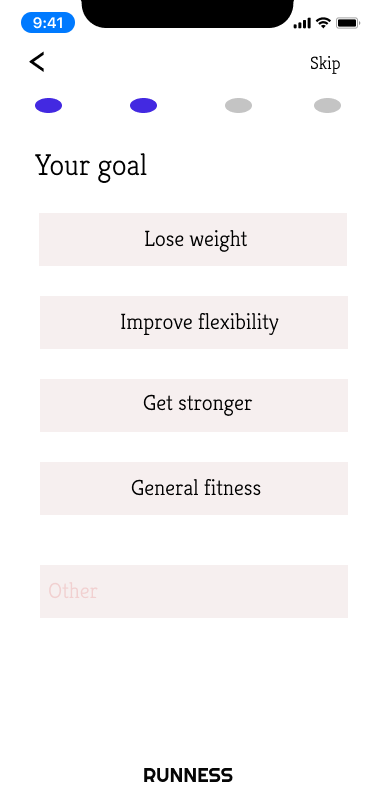 9:41
Skip
Your goal
Lose weight
Improve flexibility
Get stronger
General fitness
Other
RUNNESS